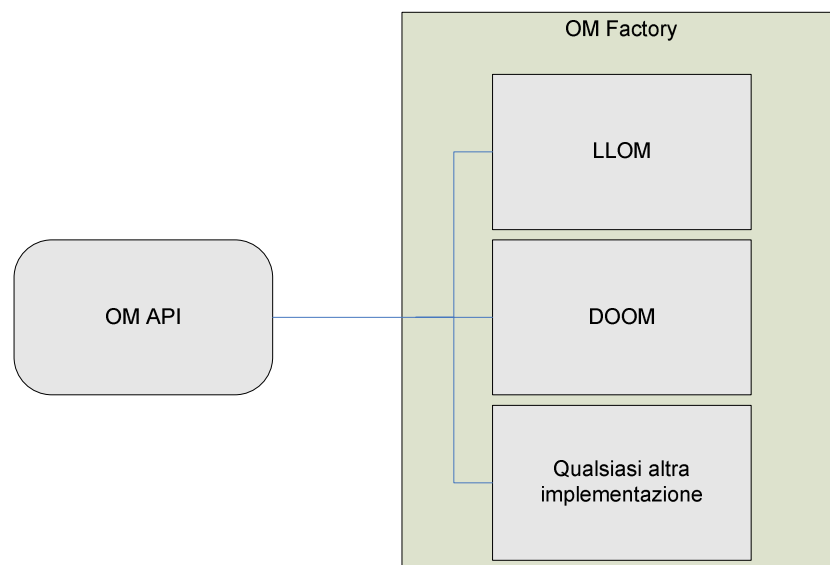 OM Factory
LLOM
OM API
DOOM
Qualsiasi altra
implementazione